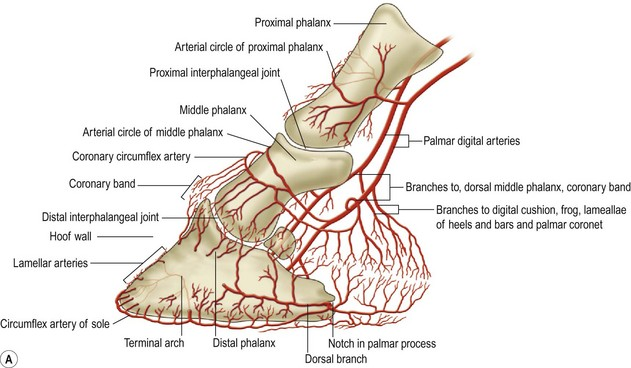 Proximal phalanx
Arterial circle of proximal phalanx
Proximal interphalangeal joint
Middle phalanx
Arterial circle of middle phalanx
Coronary circumflex artery
Coronary band
Distal interphalangeal joint
Hoof wall
Lamellar arteries
Circumflex artery of sole
Terminal arch
Distal phalanx
Dorsal branch
Notch in palmar process
Palmar digital arteries
Branches to, dorsal middle phalanx, coronary band
Branches to digital cushion, frog, lameallae
of heels and bars and palmar coronet
A